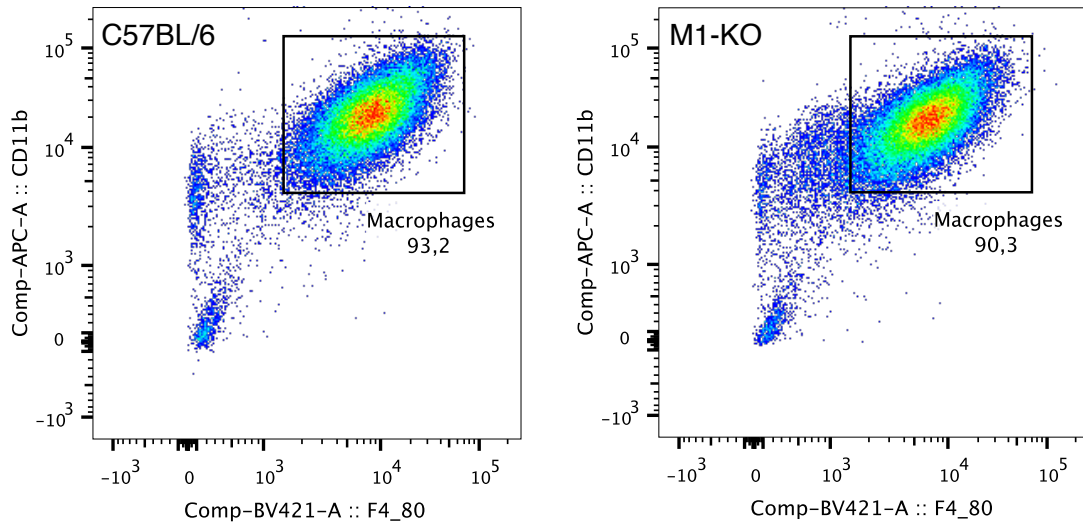 C57BL/6
10^5
10^4
10^3
0
-10^3
Comp-APC-A :: CD11b
Macrophages
93,2
-10^3
0
10^3
10^4
10^5
Comp-BV421-A :: F4_80
M1-KO
10^5
10^4
10^3
0
-10^3
Comp-APC-A :: CD11b
Macrophages
90,3
-10^3
0
10^3
10^4
10^5
Comp-BV421-A :: F4_80